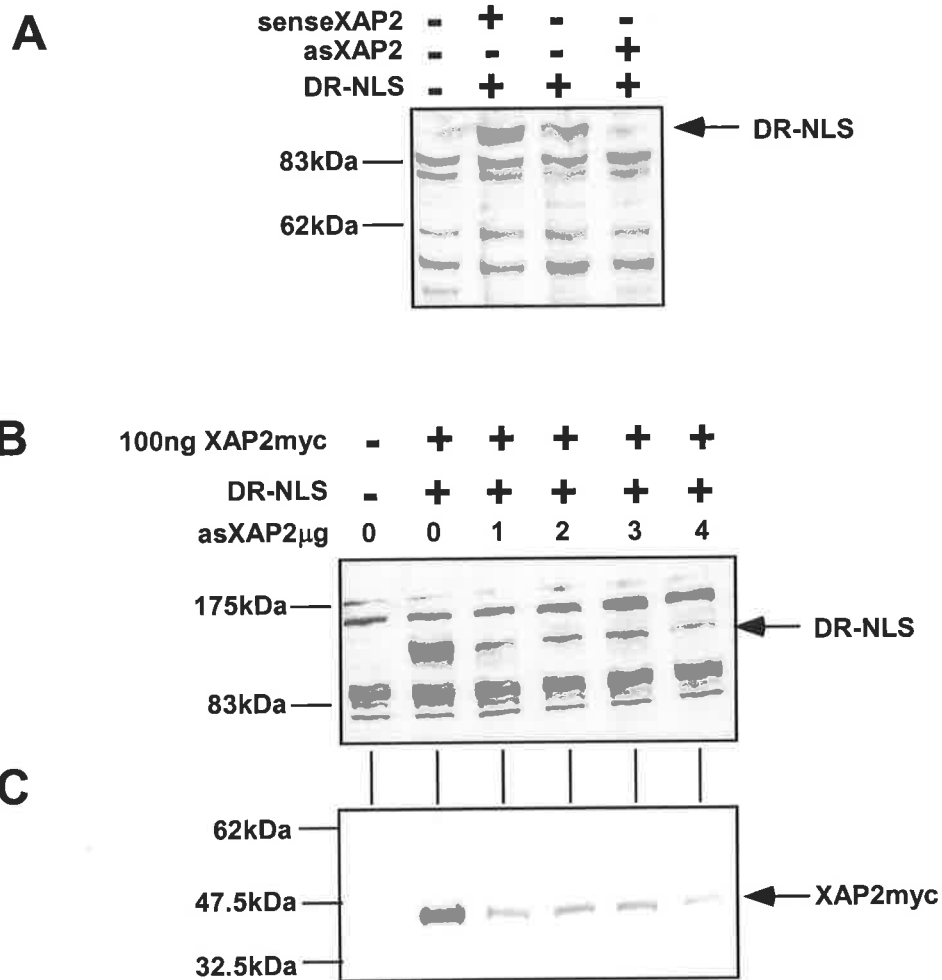 A
senseXAP2 - + - -
asXAP2 - - - +
DR-NLS - + + +
DR-NLS
83kDa
62kDa
B
100ng XAP2myc - + + + + +
DR-NLS - + + + + +
asXAP2µg 0 0 1 2 3 4
175kDa
DR-NLS
83kDa
C
62kDa
47.5kDa
XAP2myc
32.5kDa